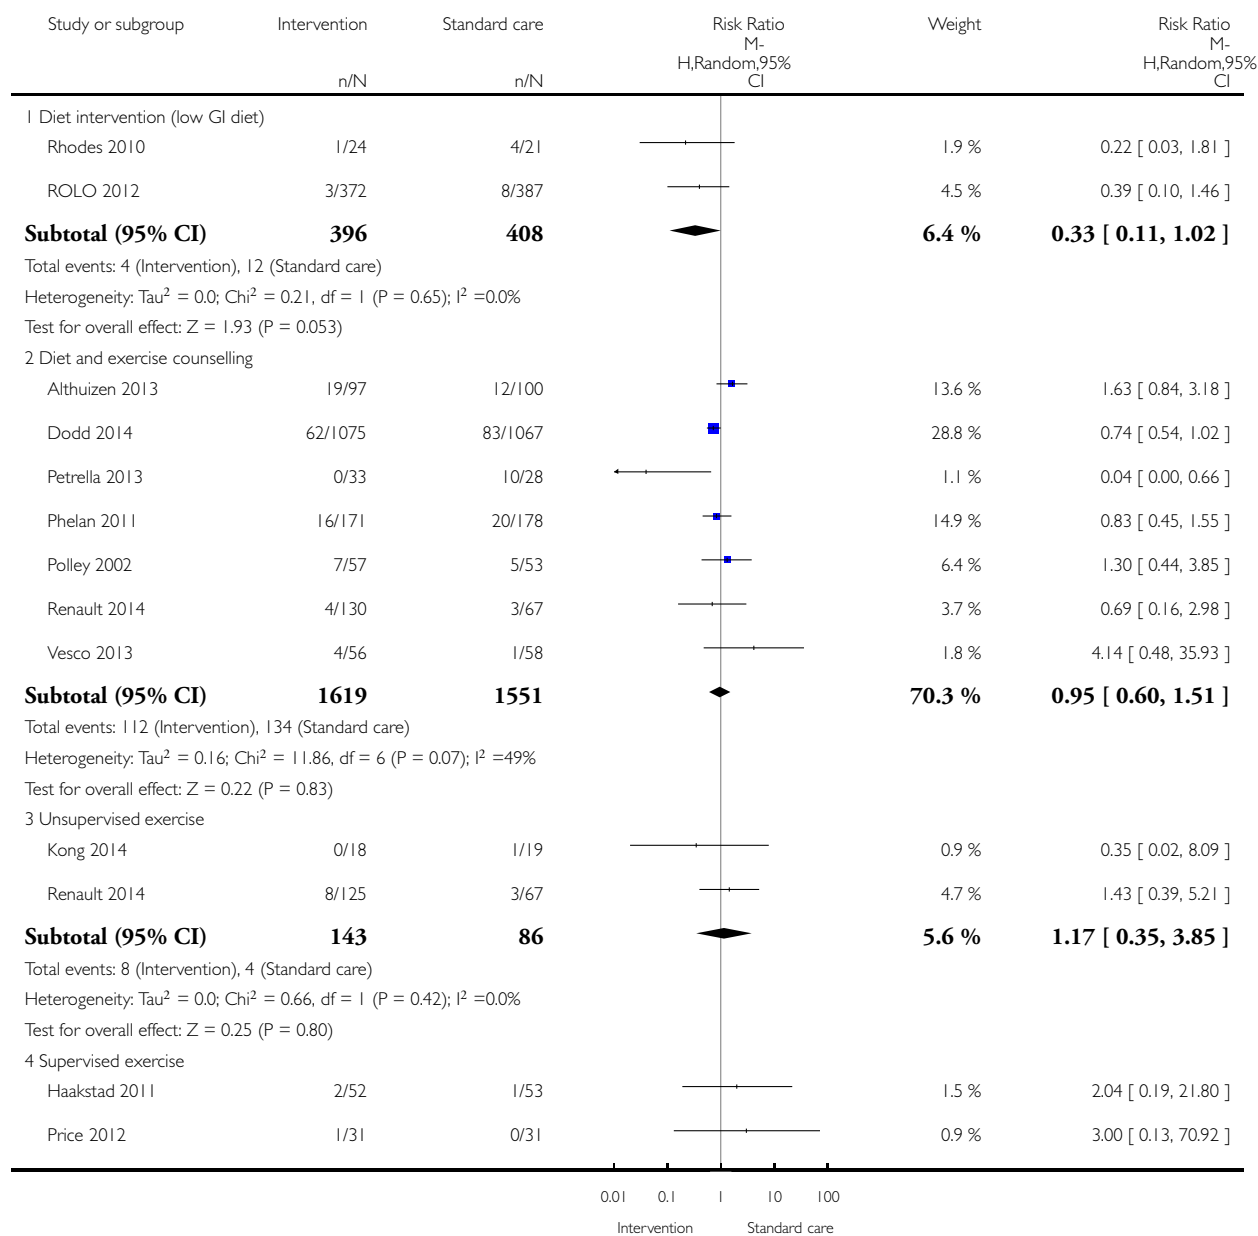 Study or subgroup Intervention Standard care Risk Ratio Weight Risk Ratio
M- M-
H,Random,95% H,Random,95%
n/N n/N CI CI
1 Diet intervention (low GI diet)
Rhodes 2010 1/24 4/21 1.9 % 0.22 [ 0.03, 1.81 ]
ROLO 2012 3/372 8/387 4.5 % 0.39 [ 0.10, 1.46 ]
Subtotal (95% CI) 396 408 6.4 % 0.33 [ 0.11, 1.02 ]
Total events: 4 (Intervention), 12 (Standard care)
Heterogeneity: Tau² = 0.0; Chi² = 0.21, df = 1 (P = 0.65); I² =0.0%
Test for overall effect: Z = 1.93 (P = 0.053)
2 Diet and exercise counselling
Althuizen 2013 19/97 12/100 13.6 % 1.63 [ 0.84, 3.18 ]
Dodd 2014 62/1075 83/1067 28.8 % 0.74 [ 0.54, 1.02 ]
Petrella 2013 0/33 10/28 1.1 % 0.04 [ 0.00, 0.66 ]
Phelan 2011 16/171 20/178 14.9 % 0.83 [ 0.45, 1.55 ]
Polley 2002 7/57 5/53 6.4 % 1.30 [ 0.44, 3.85 ]
Renault 2014 4/130 3/67 3.7 % 0.69 [ 0.16, 2.98 ]
Vesco 2013 4/56 1/58 1.8 % 4.14 [ 0.48, 35.93 ]
Subtotal (95% CI) 1619 1551 70.3 % 0.95 [ 0.60, 1.51 ]
Total events: 112 (Intervention), 134 (Standard care)
Heterogeneity: Tau² = 0.16; Chi² = 11.86, df = 6 (P = 0.07); I² =49%
Test for overall effect: Z = 0.22 (P = 0.83)
3 Unsupervised exercise
Kong 2014 0/18 1/19 0.9 % 0.35 [ 0.02, 8.09 ]
Renault 2014 8/125 3/67 4.7 % 1.43 [ 0.39, 5.21 ]
Subtotal (95% CI) 143 86 5.6 % 1.17 [ 0.35, 3.85 ]
Total events: 8 (Intervention), 4 (Standard care)
Heterogeneity: Tau² = 0.0; Chi² = 0.66, df = 1 (P = 0.42); I² =0.0%
Test for overall effect: Z = 0.25 (P = 0.80)
4 Supervised exercise
Haakstad 2011 2/52 1/53 1.5 % 2.04 [ 0.19, 21.80 ]
Price 2012 1/31 0/31 0.9 % 3.00 [ 0.13, 70.92 ]
0.01 0.1 1 10 100
Intervention Standard care